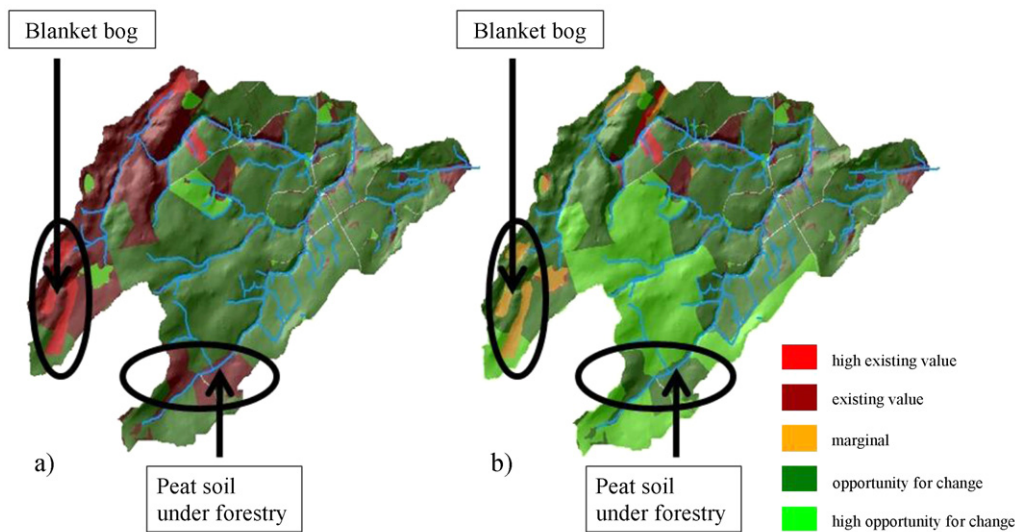 Blanket bog
Blanket bog
a)
b)
Peat soil
under forestry
Peat soil
under forestry
high existing value
existing value
marginal
opportunity for change
high opportunity for change